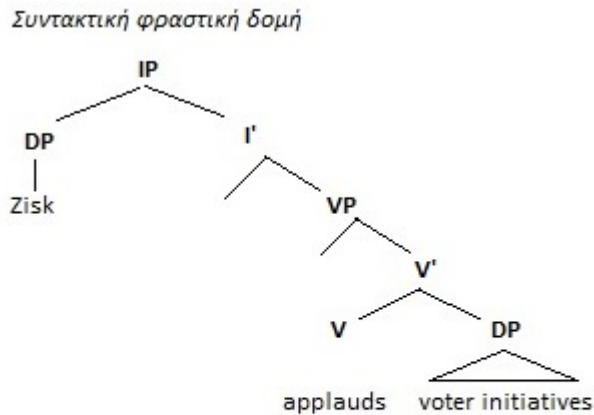 Συντακτική φραστική δομή
IP
DP I'
Zisk VP
V'
V DP
applauds voter initiatives